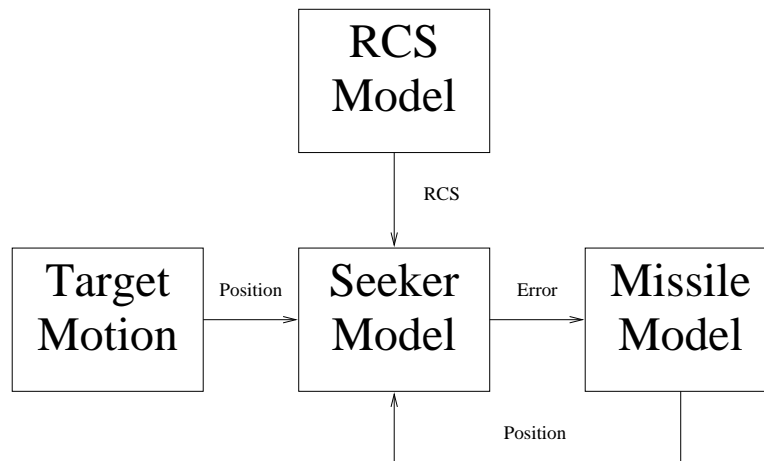 RCS
Model
RCS
Target
Motion
Position
Seeker
Model
Error
Missile
Model
Position